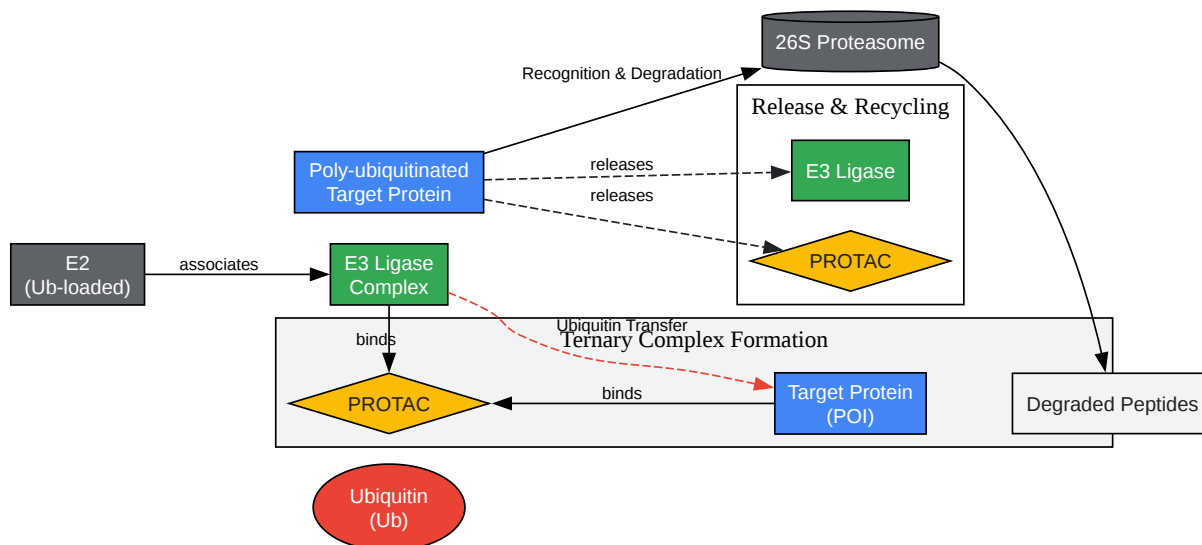 26S Proteasome
Recognition & Degradation
Release & Recycling
Poly-ubiquitinated
Target Protein
releases
E3 Ligase
releases
PROTAC
E2
(Ub-loaded)
associates
E3 Ligase
Complex
Ubiquitin Transfer
binds
Ternary Complex Formation
PROTAC
binds
Target Protein
(POI)
Degraded Peptides
Ubiquitin
(Ub)